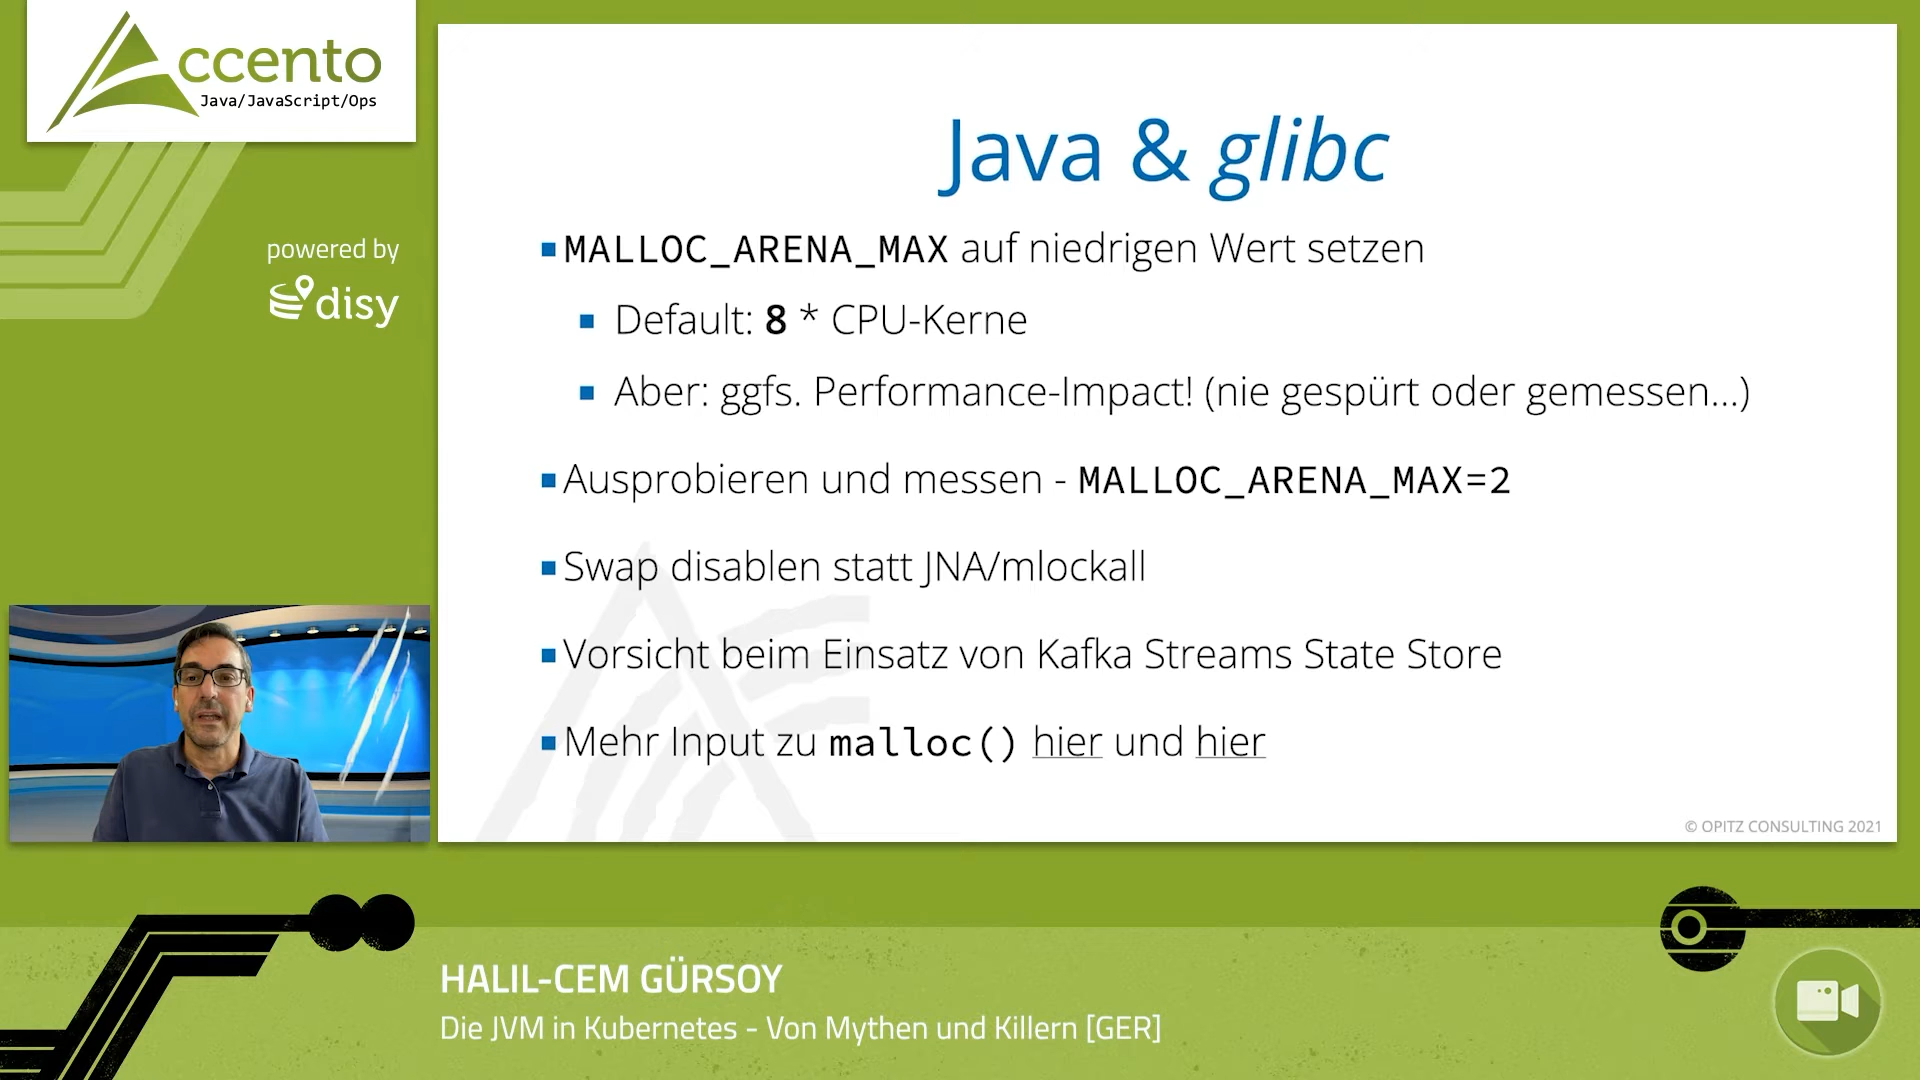 Accento
Java/JavaScript/Ops
powered by
disy
Java & glibc
MALLOC_ARENA_MAX auf niedrigen Wert setzen
Default: 8 * CPU-Kerne
Aber: ggfs. Performance-Impact! (nie gespürt oder gemessen...)
Ausprobieren und messen - MALLOC_ARENA_MAX=2
Swap disablen statt JNA/mlockall
Vorsicht beim Einsatz von Kafka Streams State Store
Mehr Input zu malloc() hier und hier
© OPITZ CONSULTING 2021
HALIL-CEM GÜRSOY
Die JVM in Kubernetes - Von Mythen und Killern [GER]